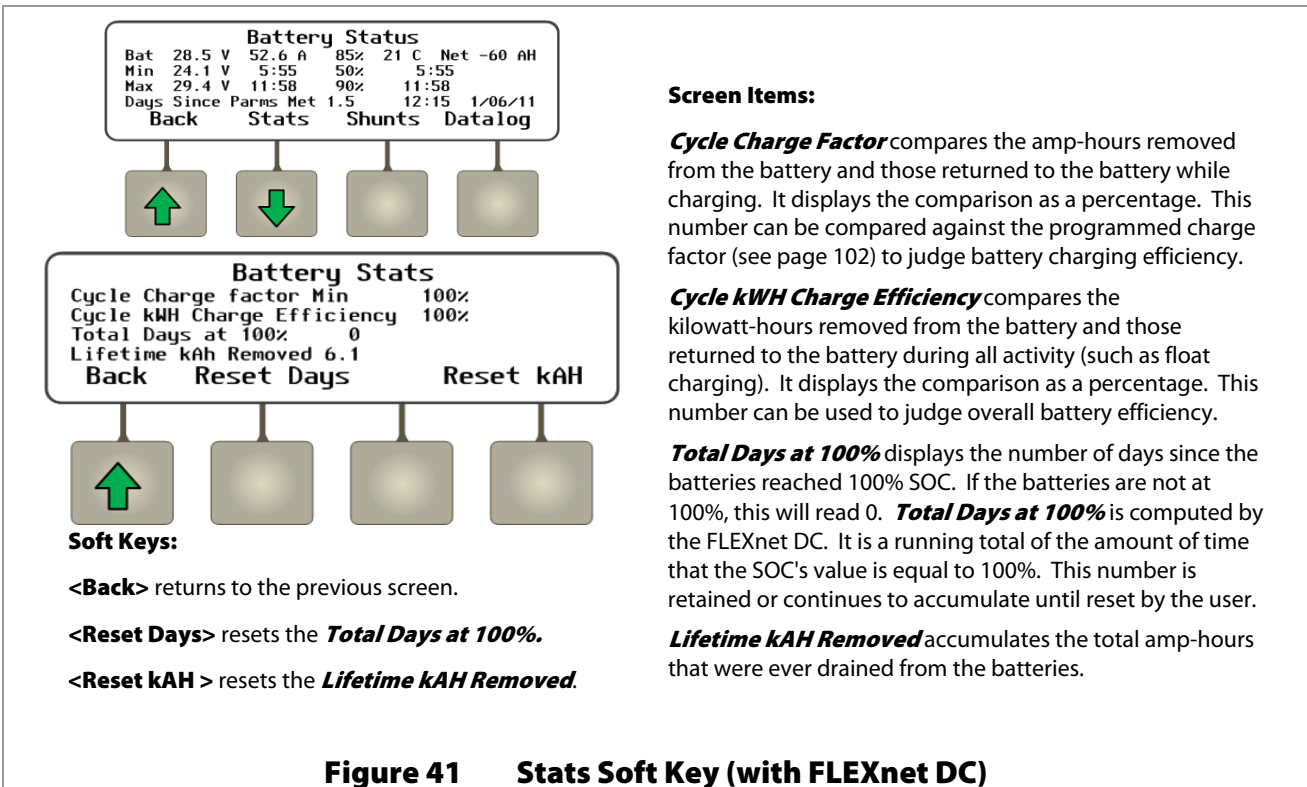 Battery Status
Bat 28.5 V 52.6 A 85% 21 C Net -60 AH
Min 24.1 V 5:55 50% 5:55
Max 29.4 V 11:58 90% 11:58
Days Since Parms Met 1.5 12:15 1/06/11
Back Stats Shunts Datalog
Battery Stats
Cycle Charge factor Min 100%
Cycle kWH Charge Efficiency 100%
Total Days at 100% 0
Lifetime kAh Removed 6.1
Back Reset Days Reset kAH
Soft Keys:
<Back> returns to the previous screen.
<Reset Days> resets the Total Days at 100%.
<Reset kAH > resets the Lifetime kAH Removed.
Screen Items:
Cycle Charge Factor compares the amp-hours removed
from the battery and those returned to the battery while
charging. It displays the comparison as a percentage. This
number can be compared against the programmed charge
factor (see page 102) to judge battery charging efficiency.
Cycle kWH Charge Efficiency compares the
kilowatt-hours removed from the battery and those
returned to the battery during all activity (such as float
charging). It displays the comparison as a percentage. This
number can be used to judge overall battery efficiency.
Total Days at 100% displays the number of days since the
batteries reached 100% SOC. If the batteries are not at
100%, this will read 0. Total Days at 100% is computed by
the FLEXnet DC. It is a running total of the amount of time
that the SOC's value is equal to 100%. This number is
retained or continues to accumulate until reset by the user.
Lifetime kAH Removed accumulates the total amp-hours
that were ever drained from the batteries.
Figure 41 Stats Soft Key (with FLEXnet DC)